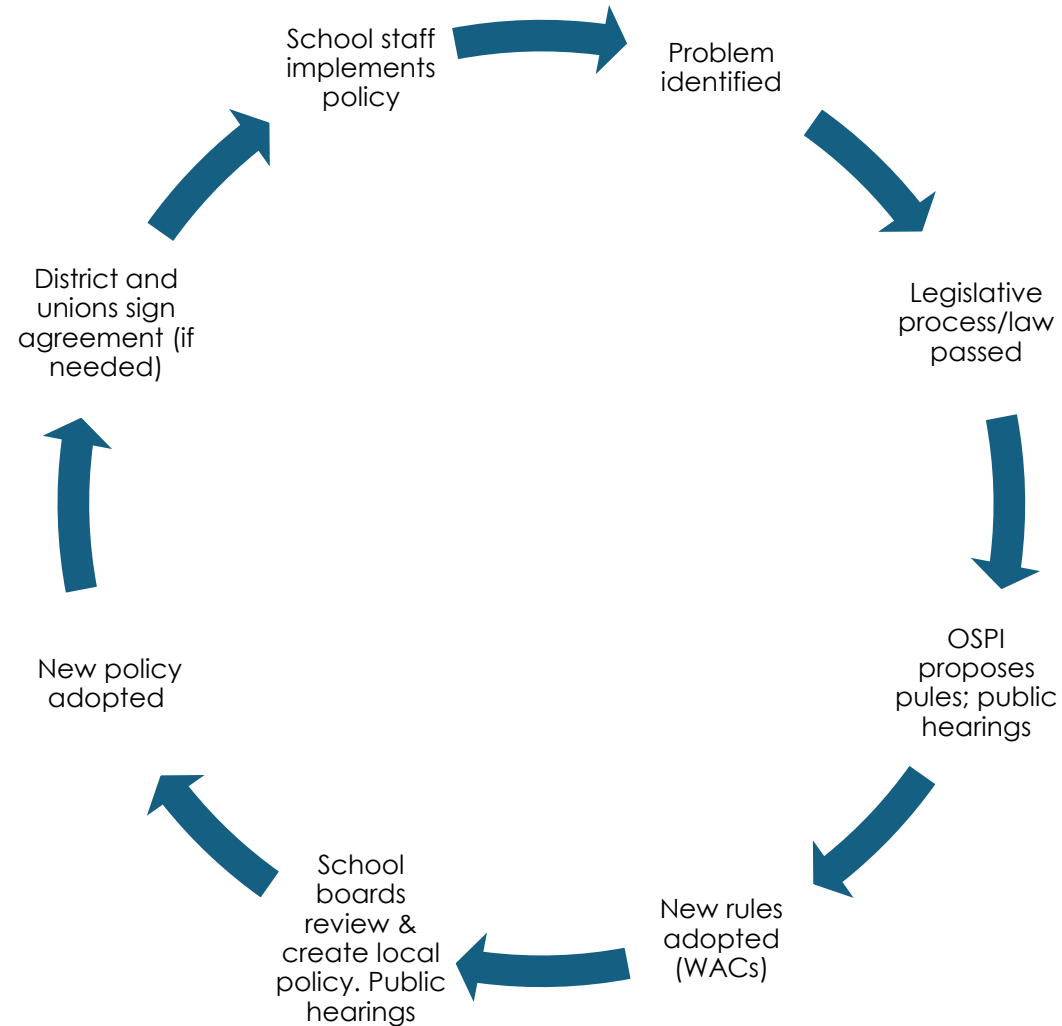 School staff
implements
policy
Problem
identified
Legislative
process/law
passed
OSPI
proposes
pules; public
hearings
New rules
adopted
(WACs)
School
boards
review &
create local
policy. Public
hearings
New policy
adopted
District and
unions sign
agreement (if
needed)